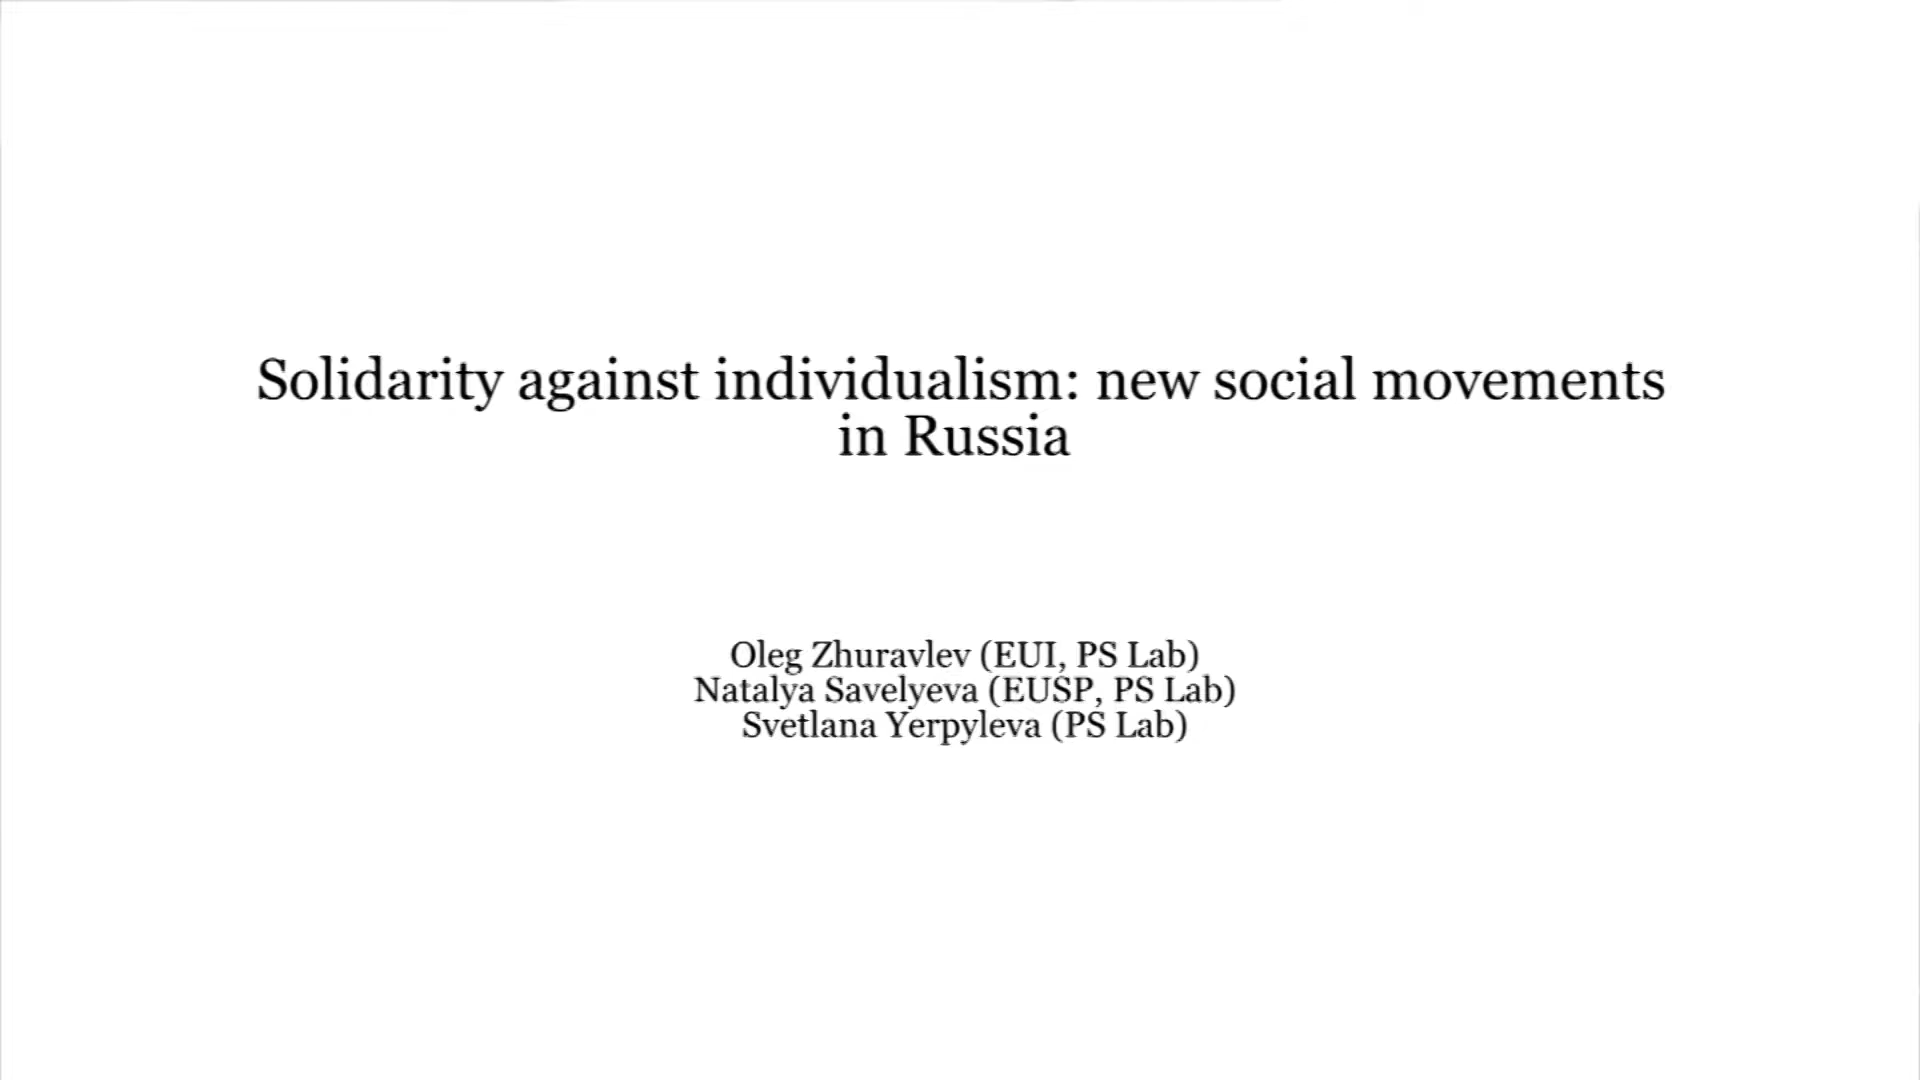 Solidarity against individualism: new social movements
in Russia
Oleg Zhuravlev (EUI, PS Lab)
Natalya Savelyeva (EUSP, PS Lab)
Svetlana Yerpyleva (PS Lab)